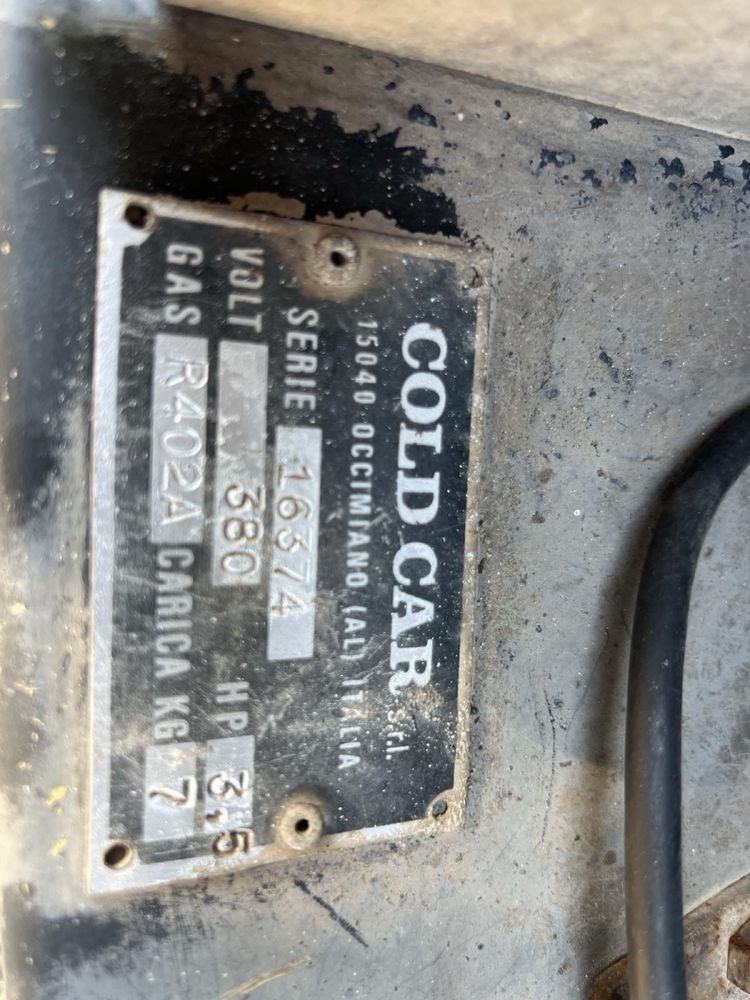 COLD CAR s.r.l.
15040 OCCIMIANO (AL) ITALIA
SERIE 16374
VOLT 380 HP 3,5
GAS R402A CARICA KG 7